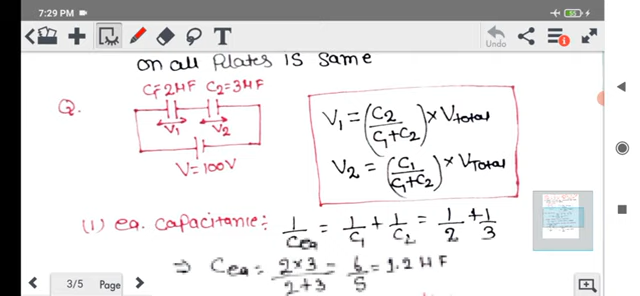 7:29 PM
55
Undo
on all Plates is same
C₁=2μF C₂=3μF
Q.
V₁ V₂
V=100V
V₁ = (C₂/(C₁+C₂)) × Vtotal
V₂ = (C₁/(C₁+C₂)) × VTotal
(1) eq. capacitance: 1/Ceq = 1/C₁ + 1/C₂ = 1/2 + 1/3
⇒ Ceq = (2×3)/(2+3) = 6/5 = 1.2 μF
3/5